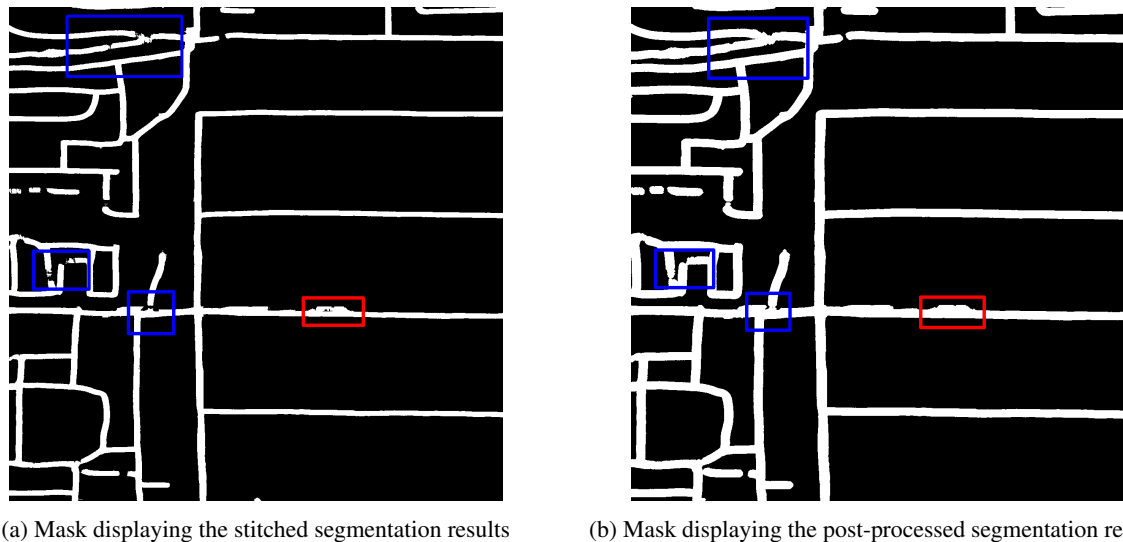 (a) Mask displaying the stitched segmentation results
(b) Mask displaying the post-processed segmentation re